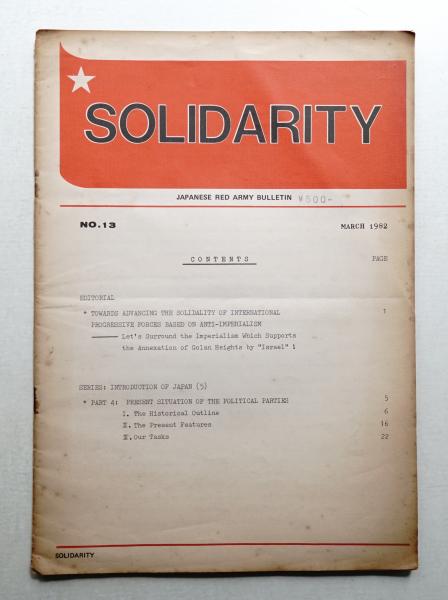 SOLIDARITY
JAPANESE RED ARMY BULLETIN ¥500-
NO.13 MARCH 1982
CONTENTS PAGE
EDITORIAL
* TOWARDS ADVANCING THE SOLIDALITY OF INTERNATIONAL 1
PROGRESSIVE FORCES BASED ON ANTI-IMPERIALISM
—— Let's Surround the Imperialism Which Supports
the Annexation of Golan Heights by "Israel" !
SERIES: INTRODUCTION OF JAPAN (5)
* PART 4: PRESENT SITUATION OF THE POLITICAL PARTIES 5
I. The Historical Outline 6
II. The Present Features 16
III. Our Tasks 22
SOLIDARITY